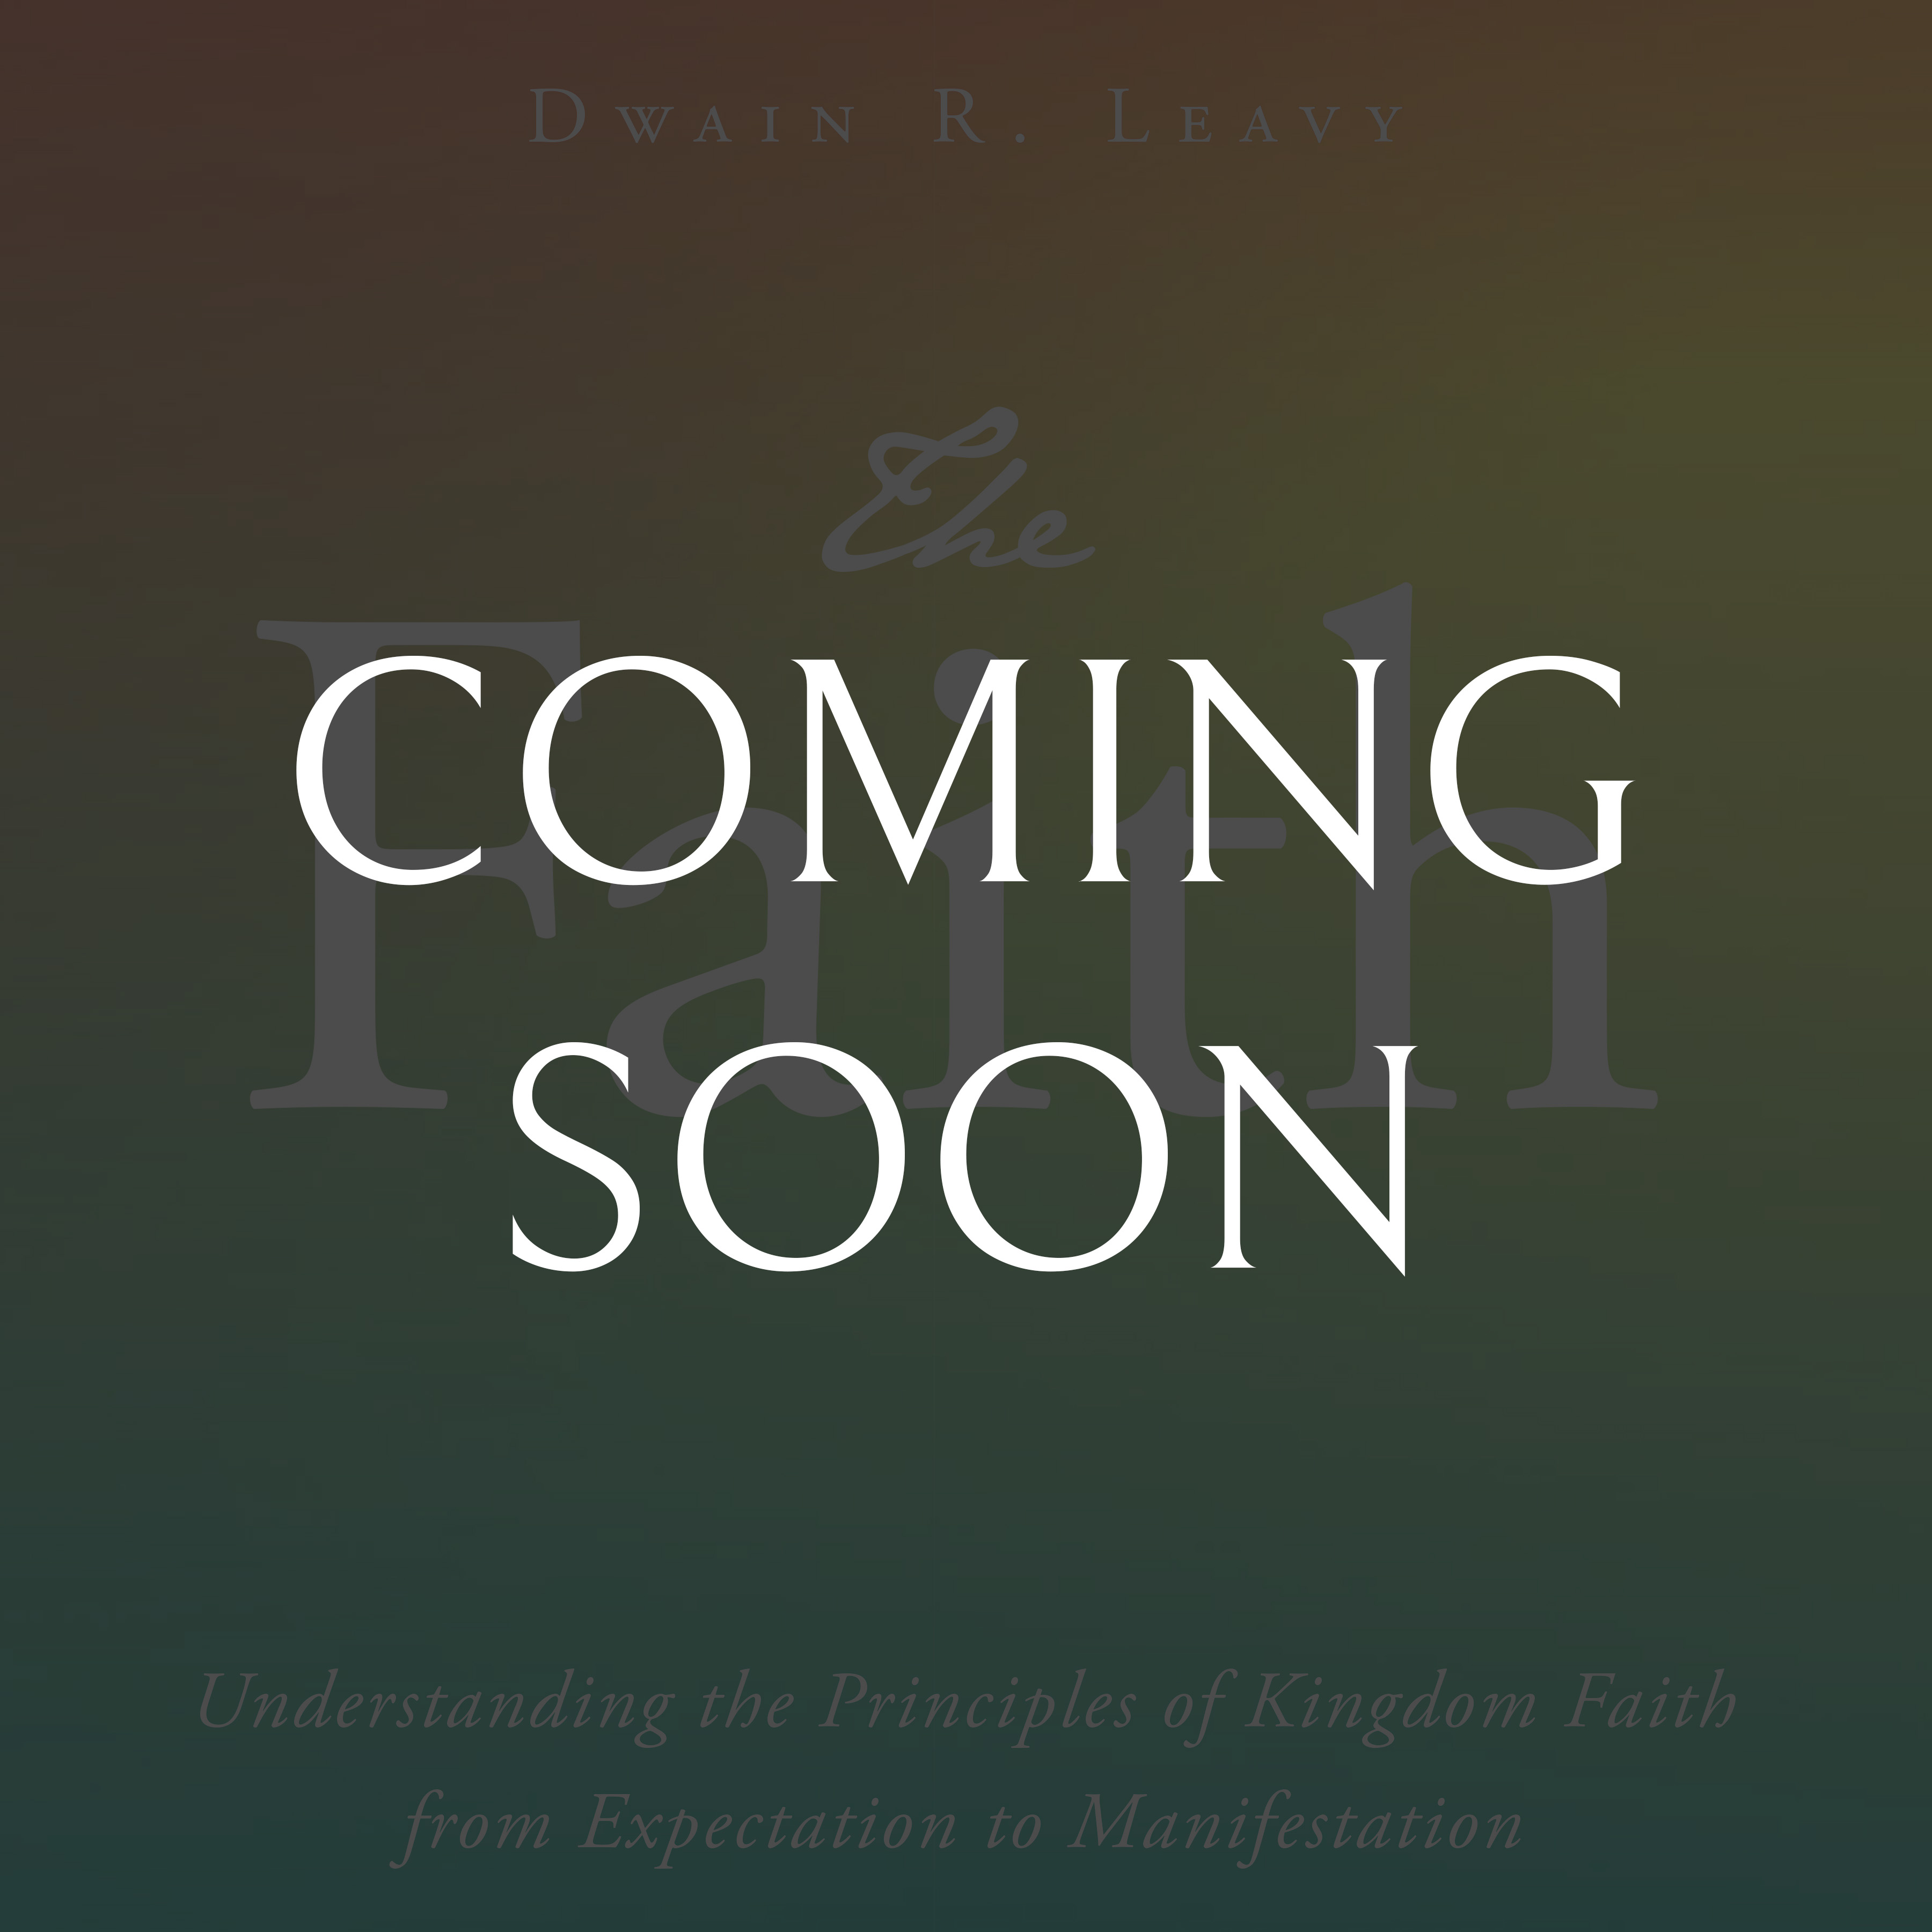 Dwain R. Leavy
The
Faith
COMING
SOON
Understanding the Principles of Kingdom Faith
from Expectation to Manifestation